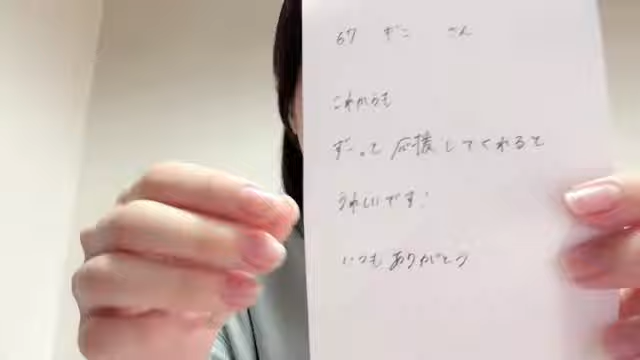 67 ずこ さん
これからも
ずーっと 応援してくれると
うれしいです!
いつも ありがとう